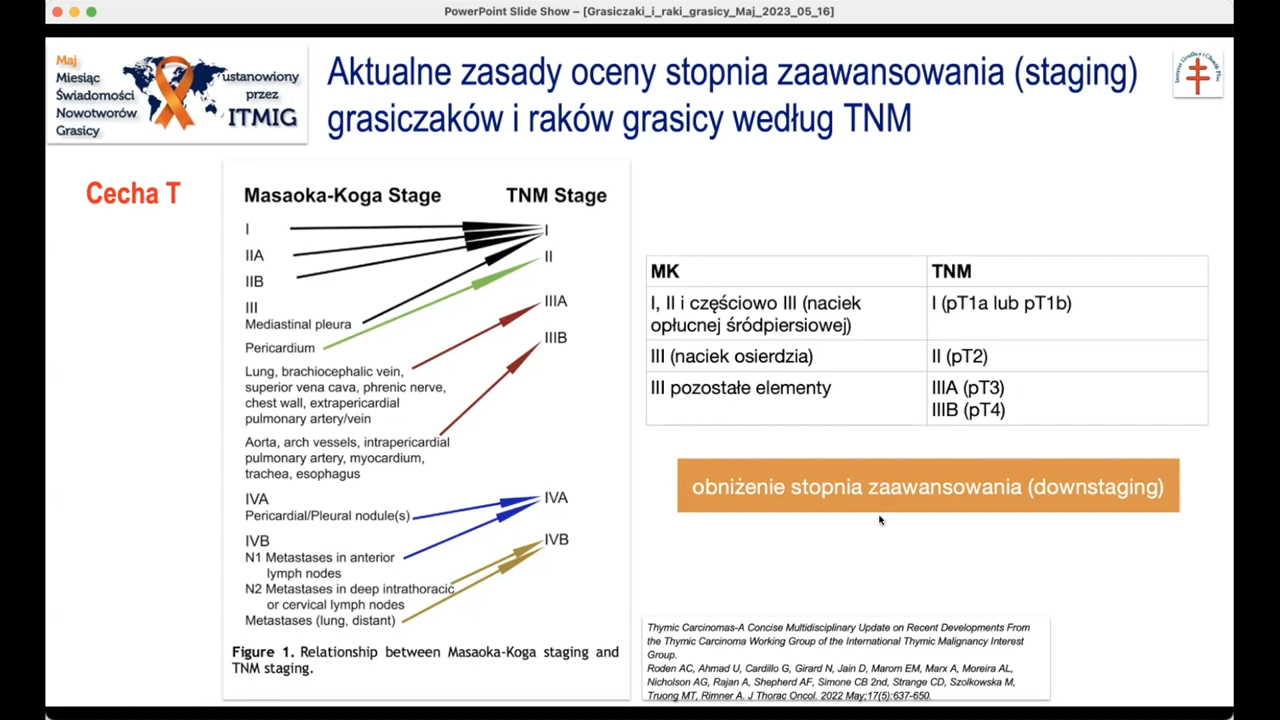 PowerPoint Slide Show – [Grasiczaki_i_raki_grasicy_Maj_2023_05_16]
Maj
Miesiąc
Świadomości
Nowotworów
Grasicy
ustanowiony
przez
ITMIG
Aktualne zasady oceny stopnia zaawansowania (staging)
grasiczaków i raków grasicy według TNM
Cecha T
Masaoka-Koga Stage TNM Stage
I I
IIA II
IIB
III IIIA
Mediastinal pleura
Pericardium IIIB
Lung, brachiocephalic vein,
superior vena cava, phrenic nerve,
chest wall, extrapericardial
pulmonary artery/vein
Aorta, arch vessels, intrapericardial
pulmonary artery, myocardium,
trachea, esophagus
IVA IVA
Pericardial/Pleural nodule(s)
IVB IVB
N1 Metastases in anterior
lymph nodes
N2 Metastases in deep intrathoracic
or cervical lymph nodes
Metastases (lung, distant)
Figure 1. Relationship between Masaoka-Koga staging and
TNM staging.
MK TNM
I, II i częściowo III (naciek I (pT1a lub pT1b)
opłucnej śródpiersiowej)
III (naciek osierdzia) II (pT2)
III pozostałe elementy IIIA (pT3)
IIIB (pT4)
obniżenie stopnia zaawansowania (downstaging)
Thymic Carcinomas-A Concise Multidisciplinary Update on Recent Developments From
the Thymic Carcinoma Working Group of the International Thymic Malignancy Interest
Group.
Roden AC, Ahmad U, Cardillo G, Girard N, Jain D, Marom EM, Marx A, Moreira AL,
Nicholson AG, Rajan A, Shepherd AF, Simone CB 2nd, Strange CD, Szolkowska M,
Truong MT, Rimner A. J Thorac Oncol. 2022 May;17(5):637-650.